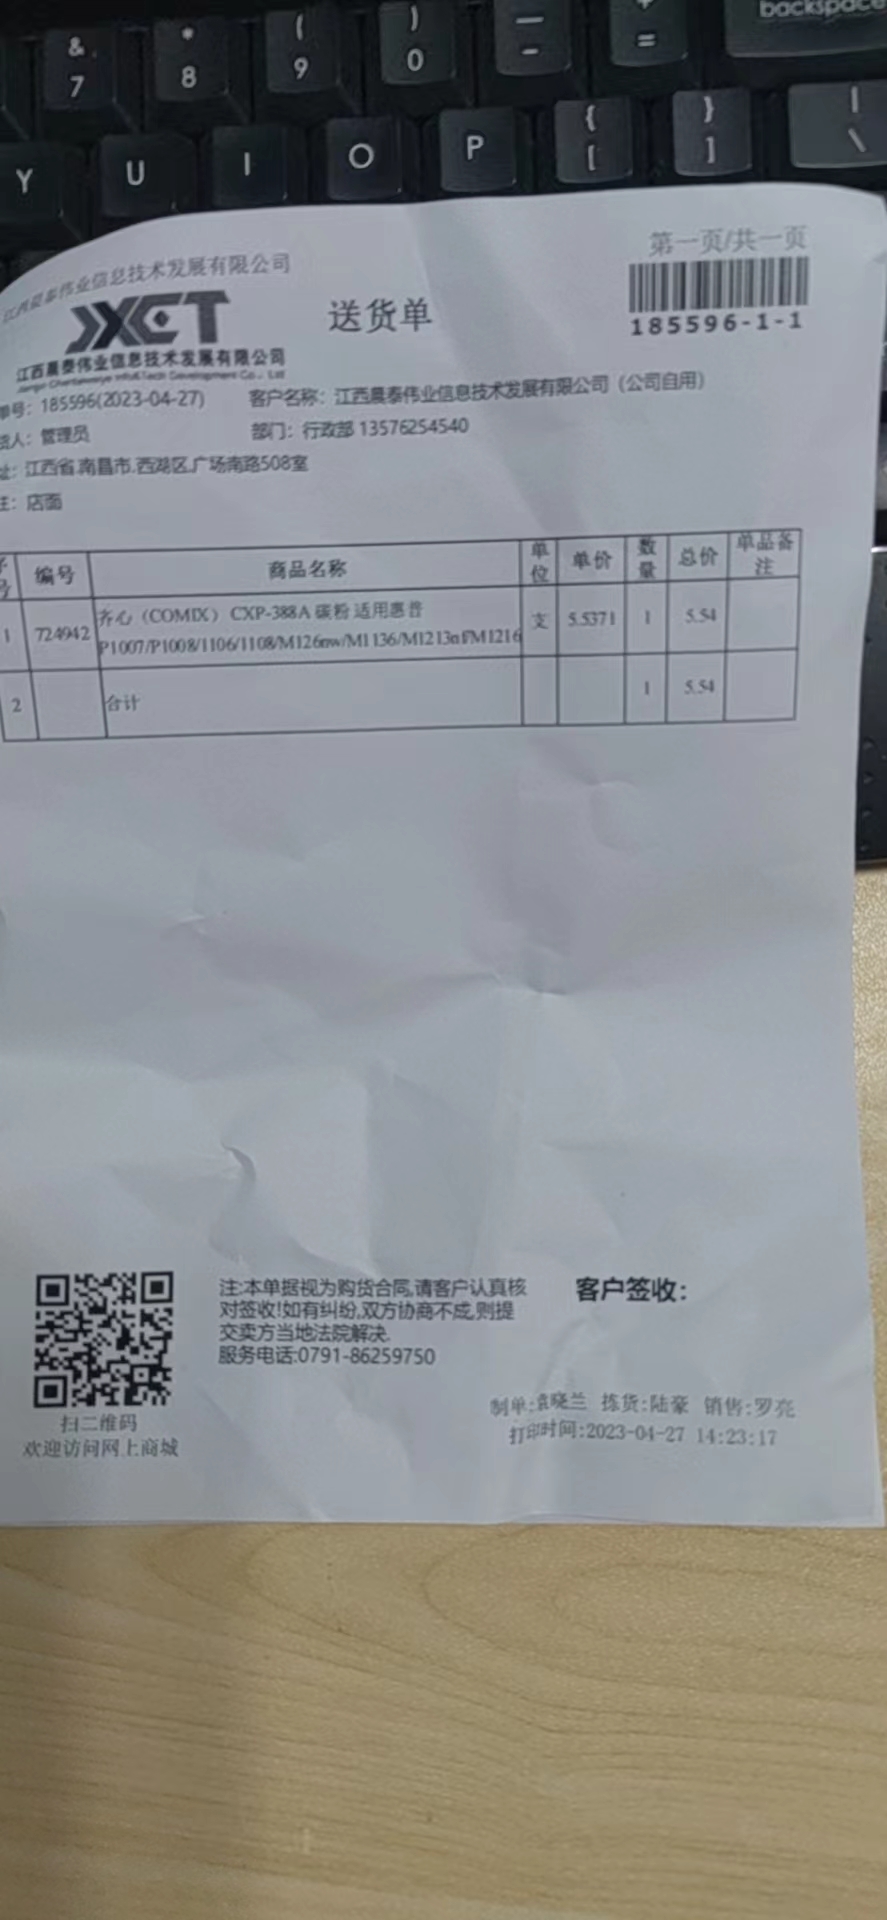 backspace
& 7
* 8
( 9
) 0
— -
+ =
Y U I O P { [ } ] | \
江西晨泰伟业信息技术发展有限公司
第一页/共一页
JXCT
送货单
185596-1-1
江西晨泰伟业信息技术发展有限公司
单号：185596(2023-04-27) 客户名称：江西晨泰伟业信息技术发展有限公司（公司自用）
货人：管理员 部门：行政部 13576254540
址：江西省.南昌市.西湖区.广场南路508室
注：店面
序号 编号 商品名称 单位 单价 数量 总价 单品备注
1 724942 齐心（COMIX） CXP-388A 碳粉 适用惠普 支 5.5371 1 5.54
P1007/P1008/1106/1108/M126nw/M1136/M1213nf/M1216
2 合计 1 5.54
注:本单据视为购货合同,请客户认真核
对签收!如有纠纷,双方协商不成,则提
交卖方当地法院解决.
服务电话:0791-86259750
客户签收：
扫二维码
欢迎访问网上商城
制单:袁晓兰 拣货:陆豪 销售:罗亮
打印时间:2023-04-27 14:23:17